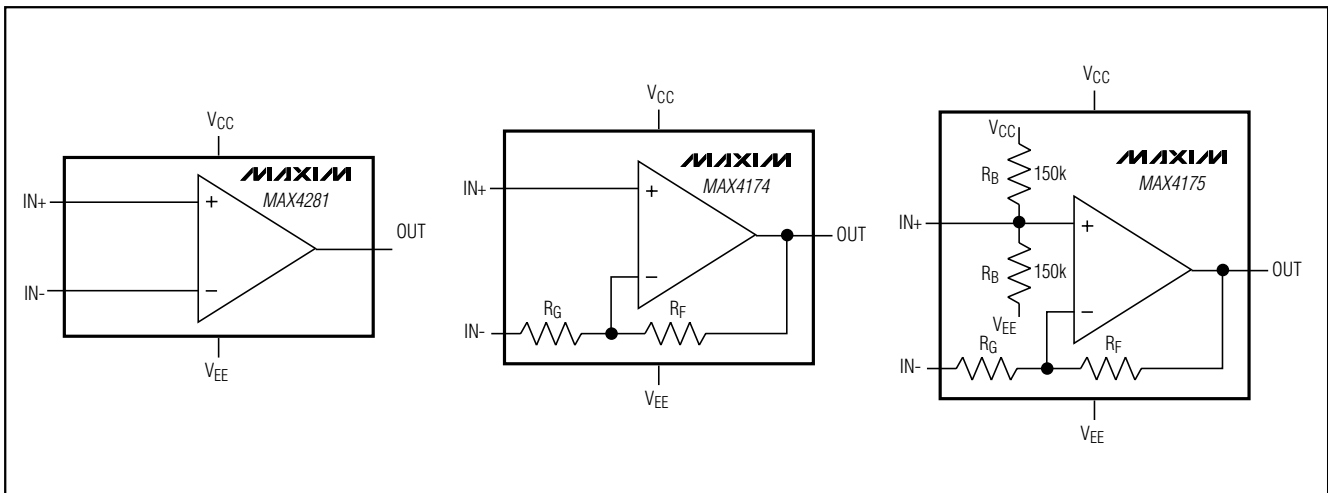 VCC
MAXIM
MAX4281
IN+
+
OUT
IN-
−
VEE
VCC
MAXIM
MAX4174
IN+
+
OUT
−
RG
RF
IN-
VEE
VCC
VCC
MAXIM
MAX4175
RB
150k
IN+
+
RB
150k
OUT
VEE
−
RG
RF
IN-
VEE